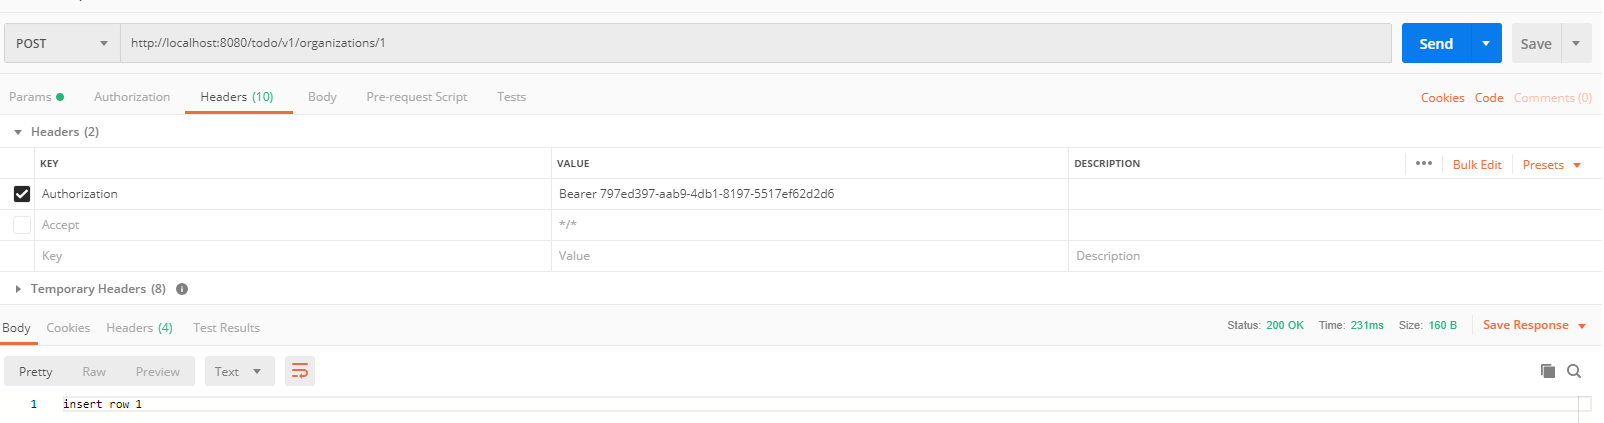 POST http://localhost:8080/todo/v1/organizations/1 Send Save
Params Authorization Headers (10) Body Pre-request Script Tests Cookies Code Comments (0)
Headers (2)
KEY VALUE DESCRIPTION ••• Bulk Edit Presets
Authorization Bearer 797ed397-aab9-4db1-8197-5517ef62d2d6
Accept */*
Key Value Description
Temporary Headers (8) i
Body Cookies Headers (4) Test Results Status: 200 OK Time: 231ms Size: 160 B Save Response
Pretty Raw Preview Text
1 insert row 1